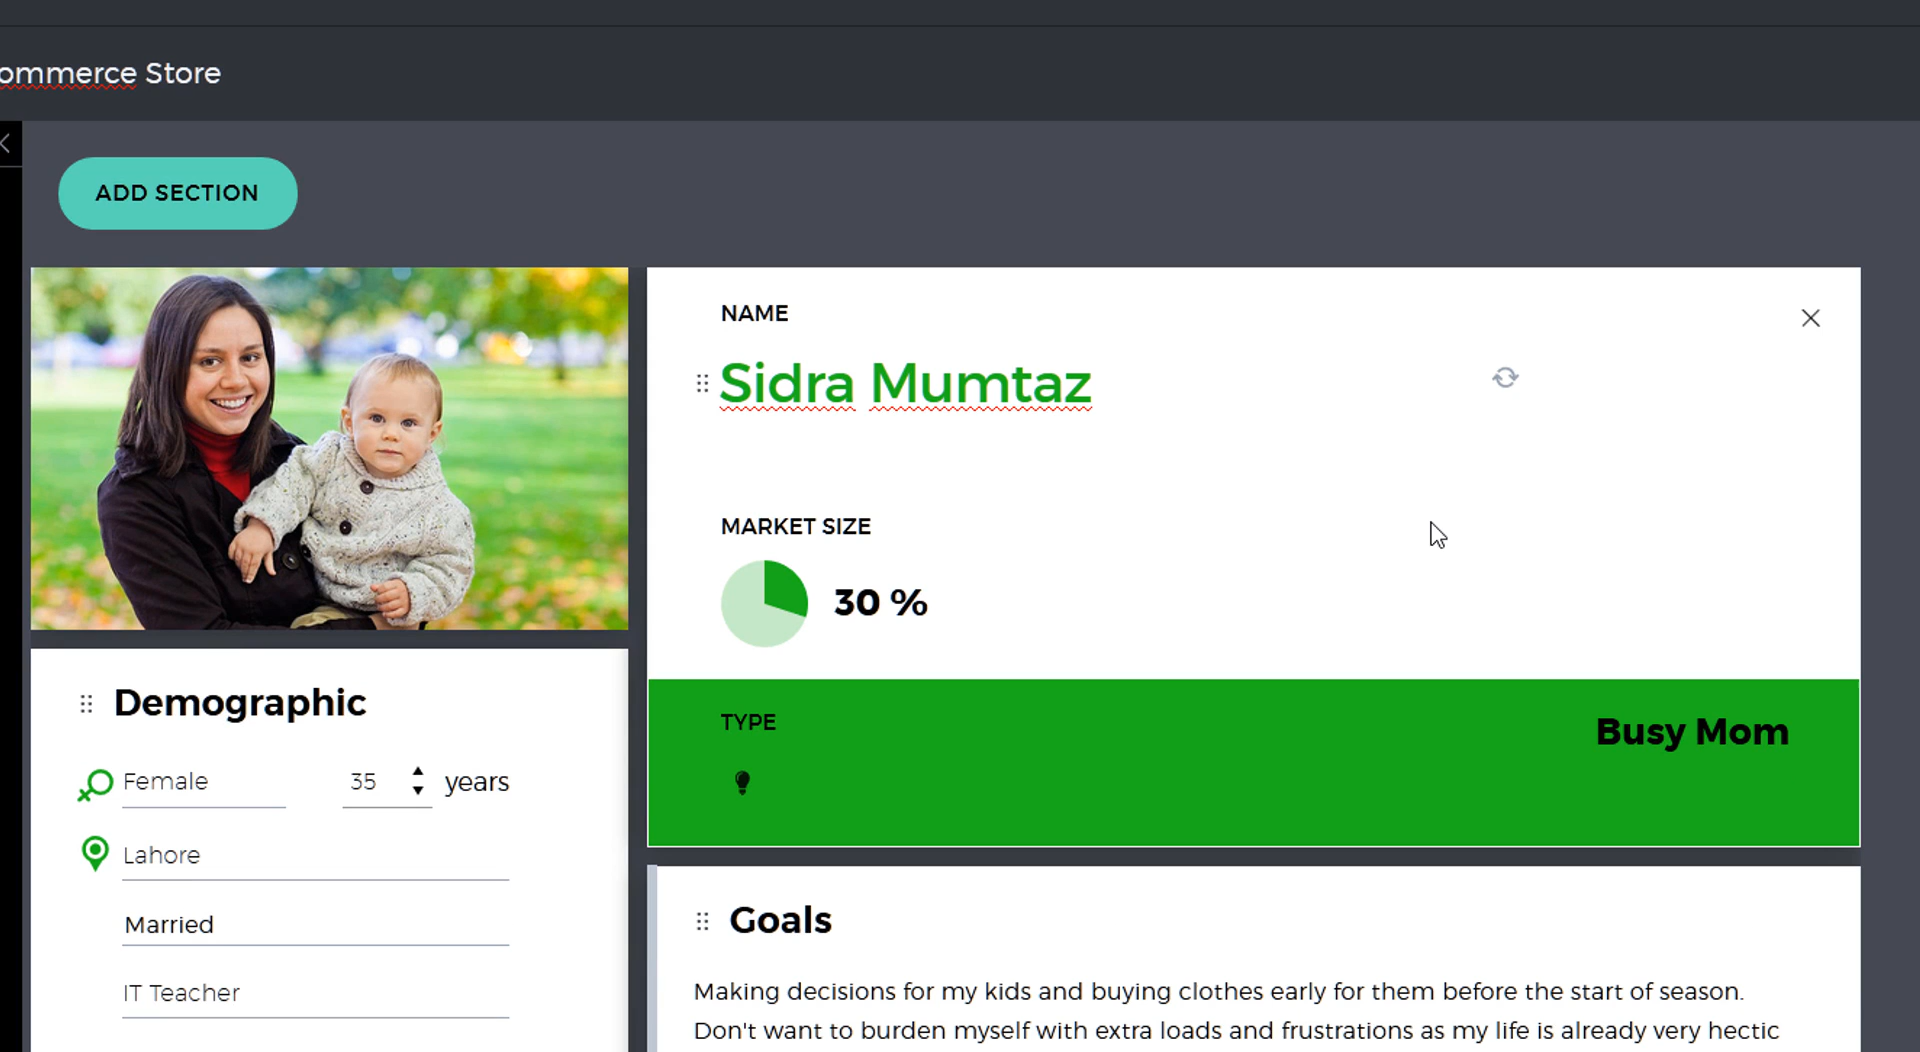 ommerce Store
ADD SECTION
NAME
Sidra Mumtaz
MARKET SIZE
30 %
TYPE
Busy Mom
Demographic
Female 35 years
Lahore
Married
IT Teacher
Goals
Making decisions for my kids and buying clothes early for them before the start of season.
Don't want to burden myself with extra loads and frustrations as my life is already very hectic